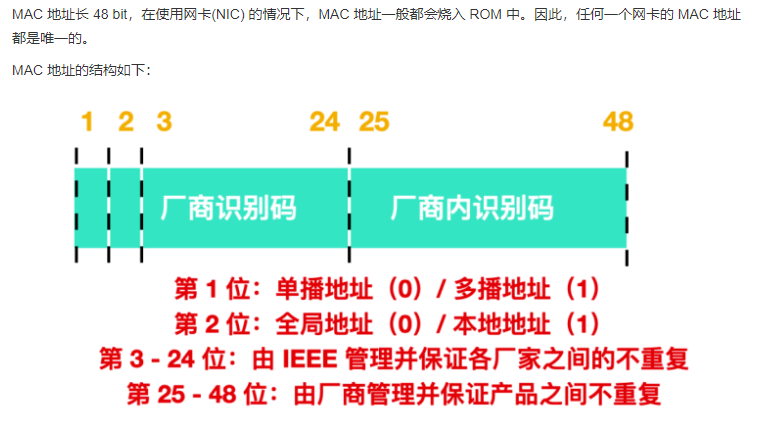 MAC 地址长 48 bit，在使用网卡(NIC) 的情况下，MAC 地址一般都会烧入 ROM 中。因此，任何一个网卡的 MAC 地址
都是唯一的。
MAC 地址的结构如下：
1 2 3 24 25 48
厂商识别码 厂商内识别码
第 1 位：单播地址（0）/ 多播地址（1）
第 2 位：全局地址（0）/ 本地地址（1）
第 3 - 24 位：由 IEEE 管理并保证各厂家之间的不重复
第 25 - 48 位：由厂商管理并保证产品之间不重复